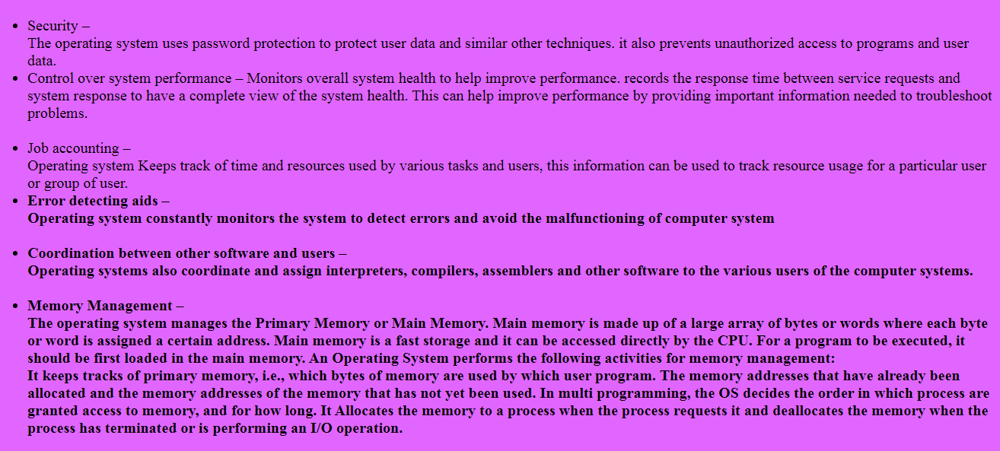 • Security –
The operating system uses password protection to protect user data and similar other techniques. it also prevents unauthorized access to programs and user
data.
• Control over system performance – Monitors overall system health to help improve performance. records the response time between service requests and
system response to have a complete view of the system health. This can help improve performance by providing important information needed to troubleshoot
problems.
• Job accounting –
Operating system Keeps track of time and resources used by various tasks and users, this information can be used to track resource usage for a particular user
or group of user.
• Error detecting aids –
Operating system constantly monitors the system to detect errors and avoid the malfunctioning of computer system
• Coordination between other software and users –
Operating systems also coordinate and assign interpreters, compilers, assemblers and other software to the various users of the computer systems.
• Memory Management –
The operating system manages the Primary Memory or Main Memory. Main memory is made up of a large array of bytes or words where each byte
or word is assigned a certain address. Main memory is a fast storage and it can be accessed directly by the CPU. For a program to be executed, it
should be first loaded in the main memory. An Operating System performs the following activities for memory management:
It keeps tracks of primary memory, i.e., which bytes of memory are used by which user program. The memory addresses that have already been
allocated and the memory addresses of the memory that has not yet been used. In multi programming, the OS decides the order in which process are
granted access to memory, and for how long. It Allocates the memory to a process when the process requests it and deallocates the memory when the
process has terminated or is performing an I/O operation.